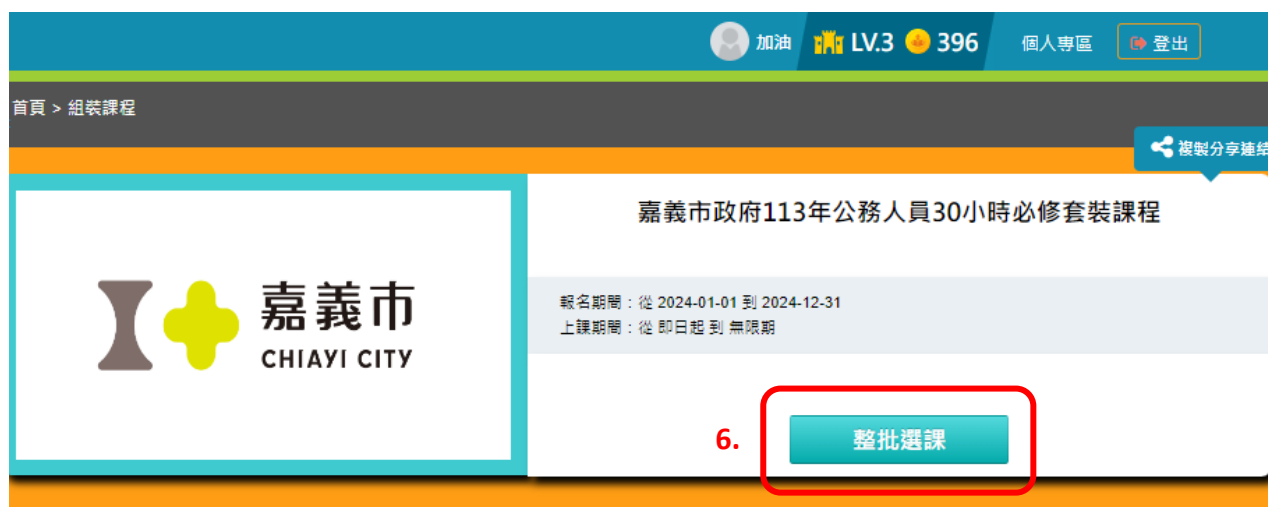 加油 LV.3 396 個人專區 登出
首頁 > 組裝課程
複製分享連結
嘉義市政府113年公務人員30小時必修套裝課程
嘉義市
CHIAYI CITY
報名期間：從 2024-01-01 到 2024-12-31
上課期間：從 即日起 到 無限期
6. 整批選課